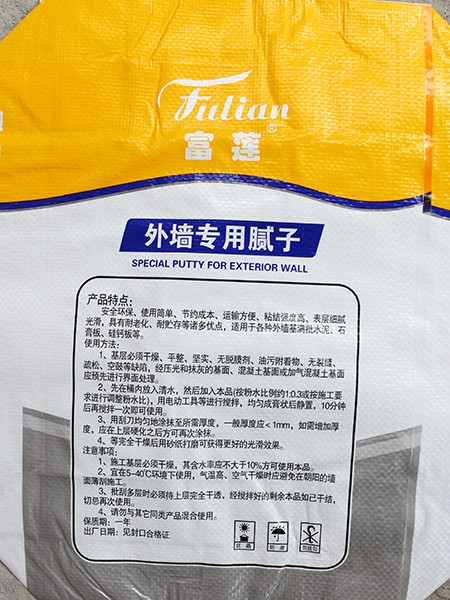 Fulian
富莲®
外墙专用腻子
SPECIAL PUTTY FOR EXTERIOR WALL
产品特点：
安全环保、使用简单、节约成本、运输方便、粘结强度高、表层细腻
光滑，具有耐老化、耐贮存等诸多优点，适用于各种外墙基满批水泥、石
膏板、硅钙板等。
使用方法：
1、基层必须干燥、平整、坚实、无脱膜剂、油污附着物、无裂缝、
疏松、空鼓等缺陷，经压光和抹灰的基面、混凝土基面或加气混凝土基面
应预先进行界面处理。
2、先在桶内放入清水，然后加入本品(按粉水比例约1:0.3或按施工要
求进行调整粉水比)，用电动工具等进行搅拌，均匀成膏状后静置，10分钟
后再搅拌一次即可使用。
3、用刮刀均匀地涂抹至所需厚度，一般厚度应＜1mm，如需增加厚
度，应在上层硬化之后方可再次涂抹。
4、等完全干燥后用砂纸打磨可获得更好的光滑效果。
注意事项：
1、施工基层必须干燥，其含水率应不大于10%方可使用本品。
2、宜在5-40℃环境下使用，气温高、空气干燥时应避免在朝阳的墙
面薄刮施工。
3、批刮多层时必须待上层完全干透，经搅拌好的剩余本品如已干结，
切忌再次使用。
4、请勿与其它同类产品混合使用。
保质期：一年
出厂日期：见封口合格证